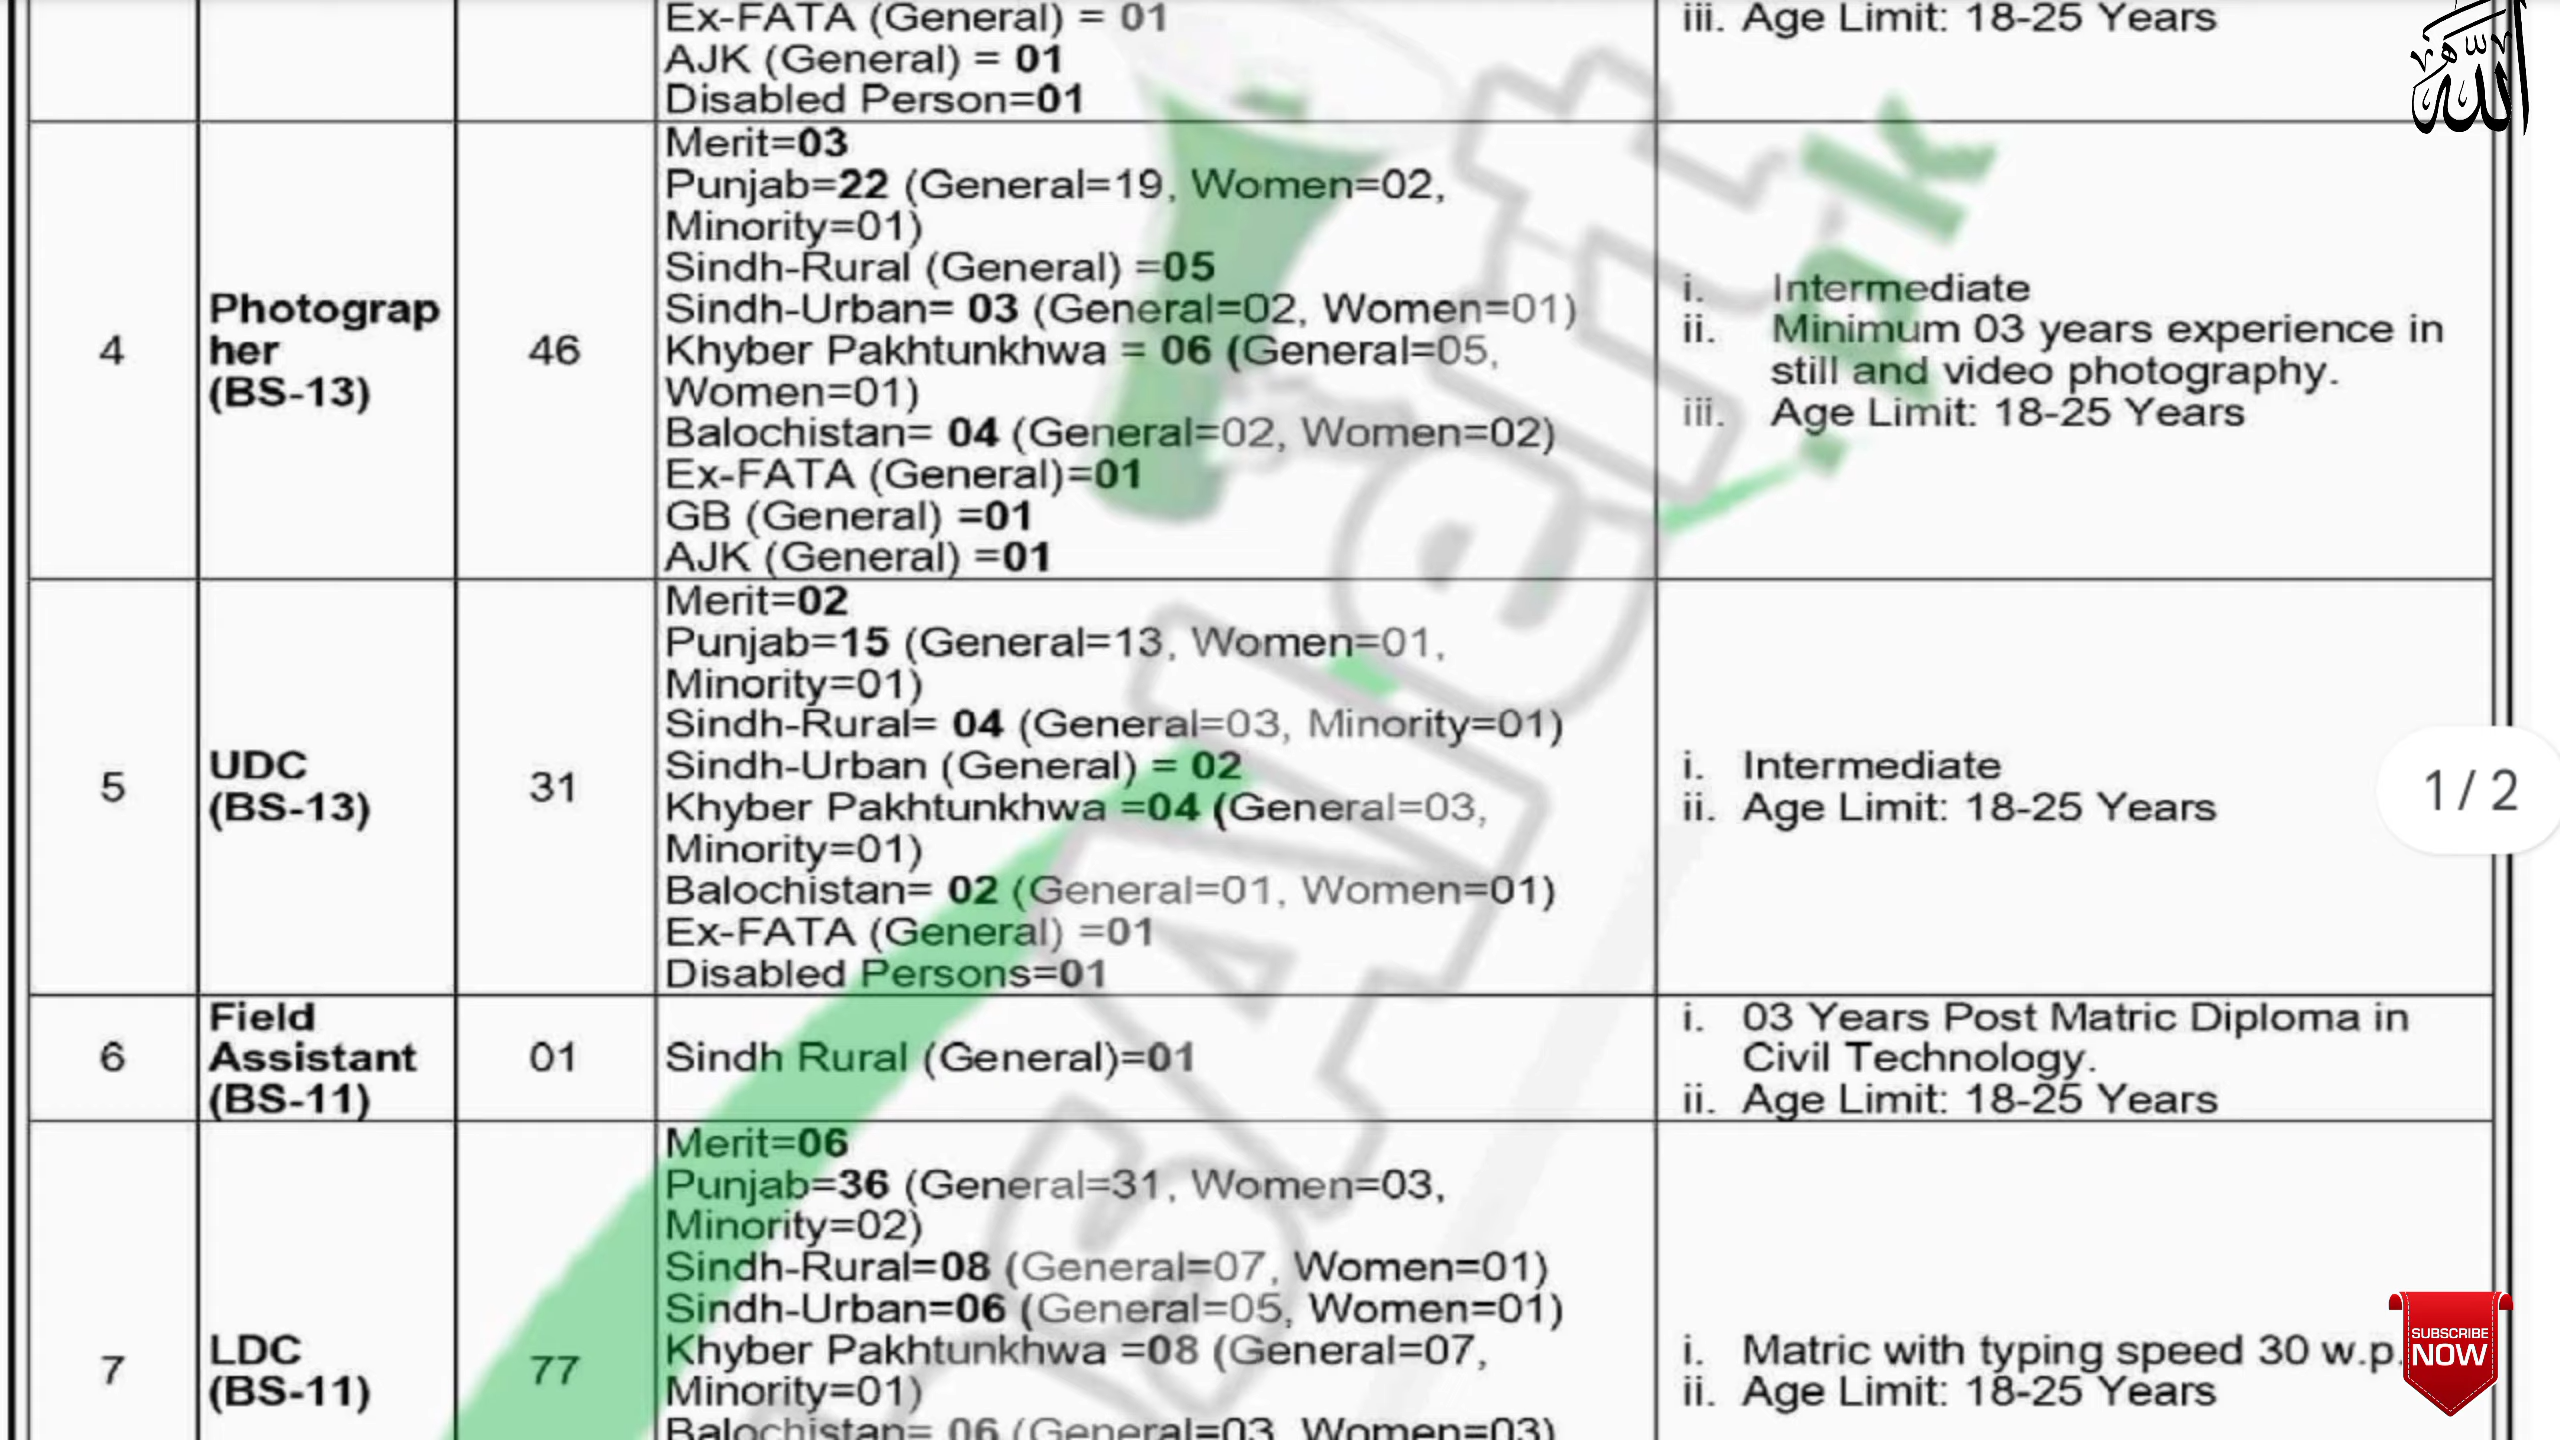 Ex-FATA (General) = 01
AJK (General) = 01
Disabled Person=01
iii. Age Limit: 18-25 Years
الله
4
Photograp
her
(BS-13)
46
Merit=03
Punjab=22 (General=19, Women=02,
Minority=01)
Sindh-Rural (General) =05
Sindh-Urban= 03 (General=02, Women=01)
Khyber Pakhtunkhwa = 06 (General=05,
Women=01)
Balochistan= 04 (General=02, Women=02)
Ex-FATA (General)=01
GB (General) =01
AJK (General) =01
i. Intermediate
ii. Minimum 03 years experience in
still and video photography.
iii. Age Limit: 18-25 Years
5
UDC
(BS-13)
31
Merit=02
Punjab=15 (General=13, Women=01,
Minority=01)
Sindh-Rural= 04 (General=03, Minority=01)
Sindh-Urban (General) = 02
Khyber Pakhtunkhwa =04 (General=03,
Minority=01)
Balochistan= 02 (General=01, Women=01)
Ex-FATA (General) =01
Disabled Persons=01
i. Intermediate
ii. Age Limit: 18-25 Years
1 / 2
6
Field
Assistant
(BS-11)
01
Sindh Rural (General)=01
i. 03 Years Post Matric Diploma in
Civil Technology.
ii. Age Limit: 18-25 Years
7
LDC
(BS-11)
77
Merit=06
Punjab=36 (General=31, Women=03,
Minority=02)
Sindh-Rural=08 (General=07, Women=01)
Sindh-Urban=06 (General=05, Women=01)
Khyber Pakhtunkhwa =08 (General=07,
Minority=01)
Balochistan= 06 (General=03, Women=03)
i. Matric with typing speed 30 w.p.
ii. Age Limit: 18-25 Years
SUBSCRIBE
NOW